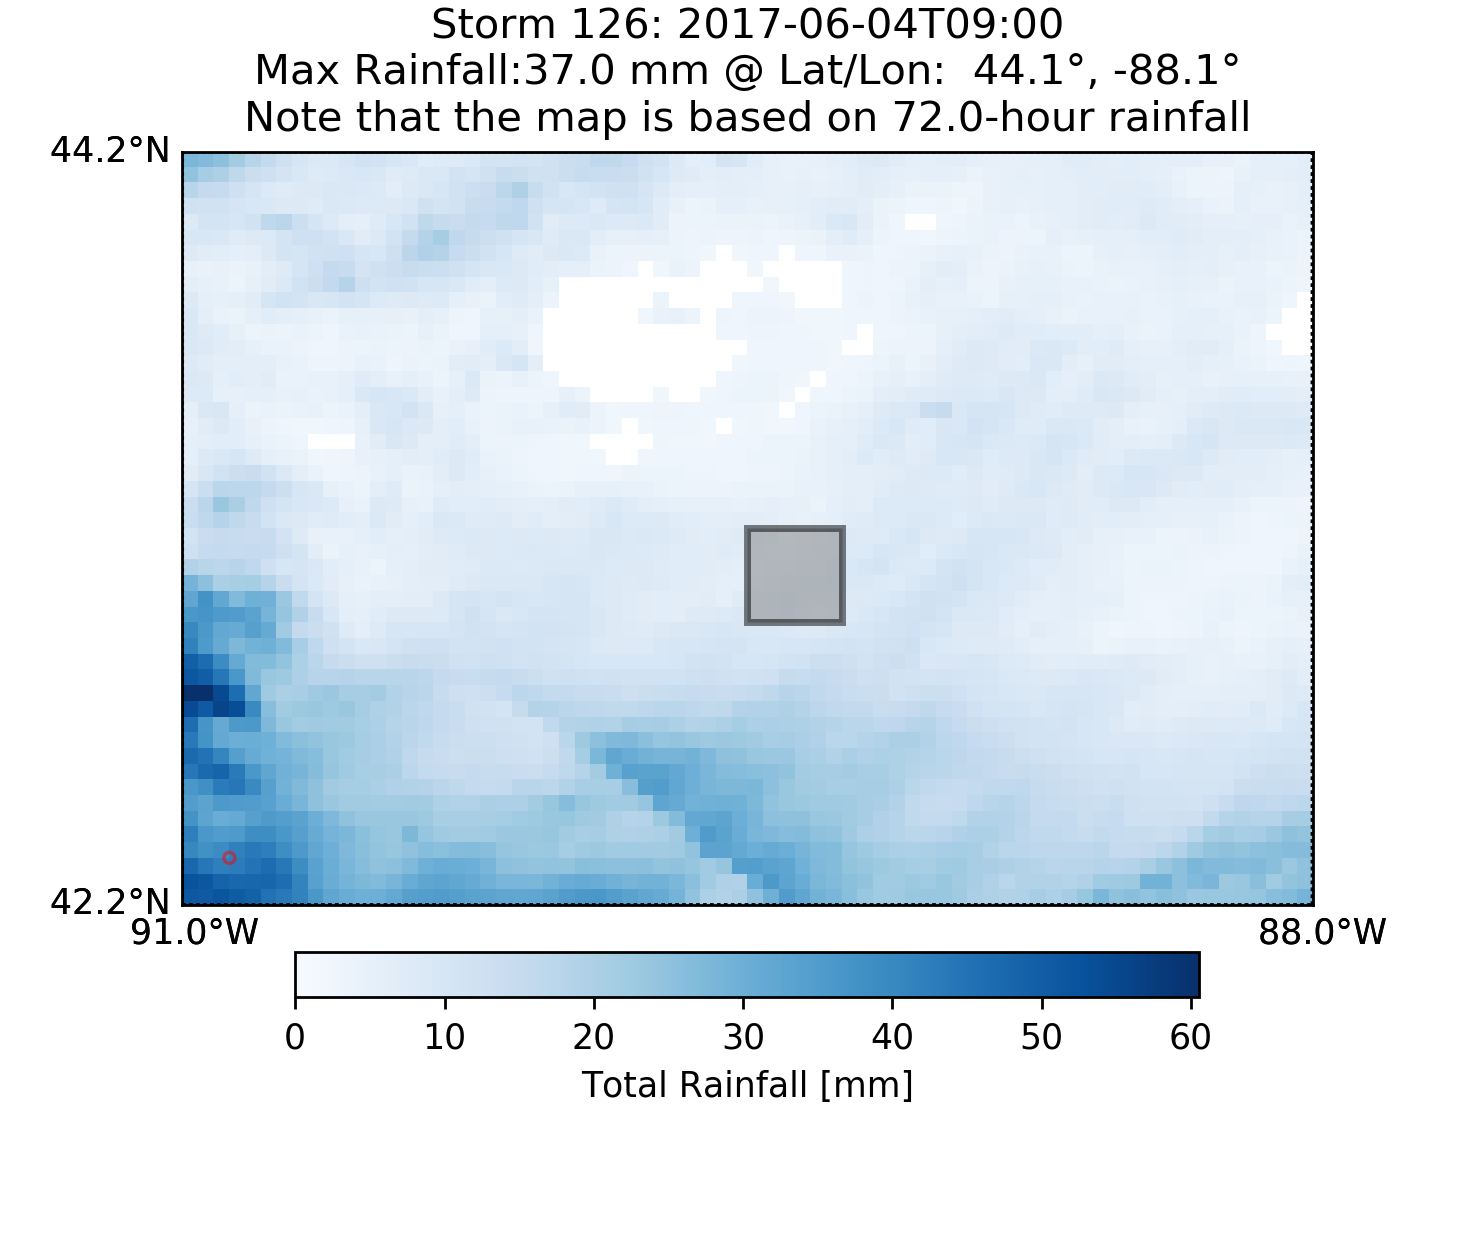 Storm 126: 2017-06-04T09:00
Max Rainfall:37.0 mm @ Lat/Lon:  44.1°, -88.1°
Note that the map is based on 72.0-hour rainfall
44.2°N
42.2°N
91.0°W 88.0°W
0 10 20 30 40 50 60
Total Rainfall [mm]